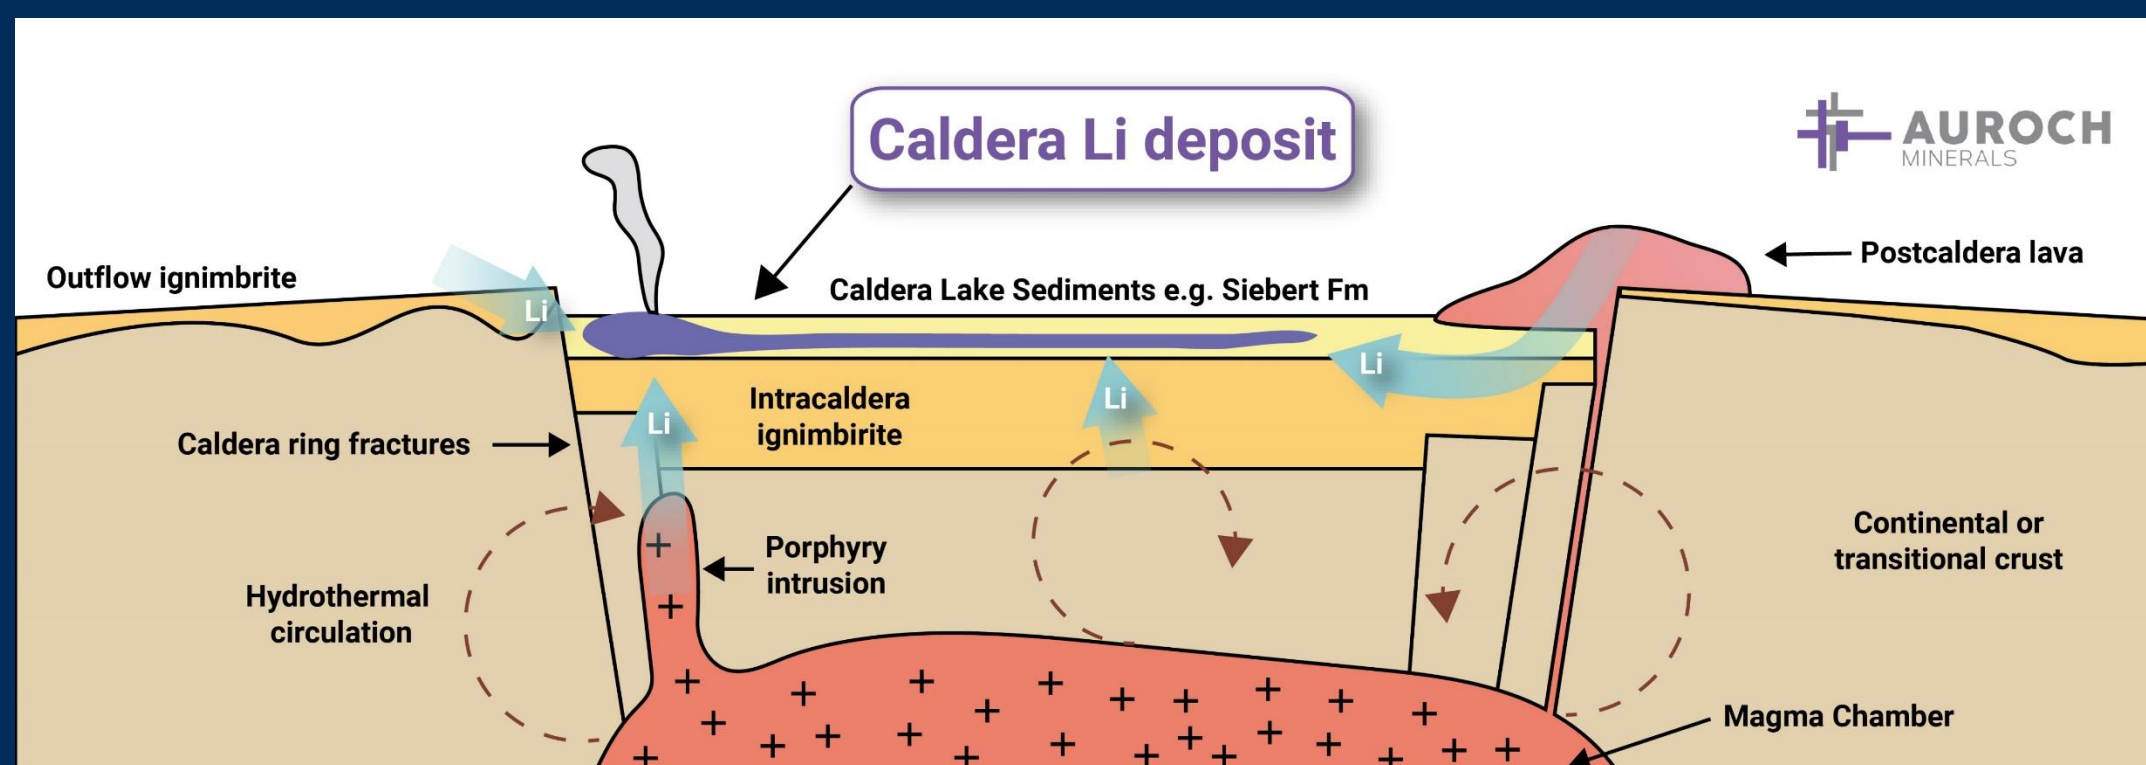 Caldera Li deposit
AUROCH
MINERALS
Outflow ignimbrite
Postcaldera lava
Caldera Lake Sediments e.g. Siebert Fm
Li
Li
Li
Li
Intracaldera
ignimbirite
Caldera ring fractures
Porphyry
intrusion
Continental or
transitional crust
Hydrothermal
circulation
Magma Chamber